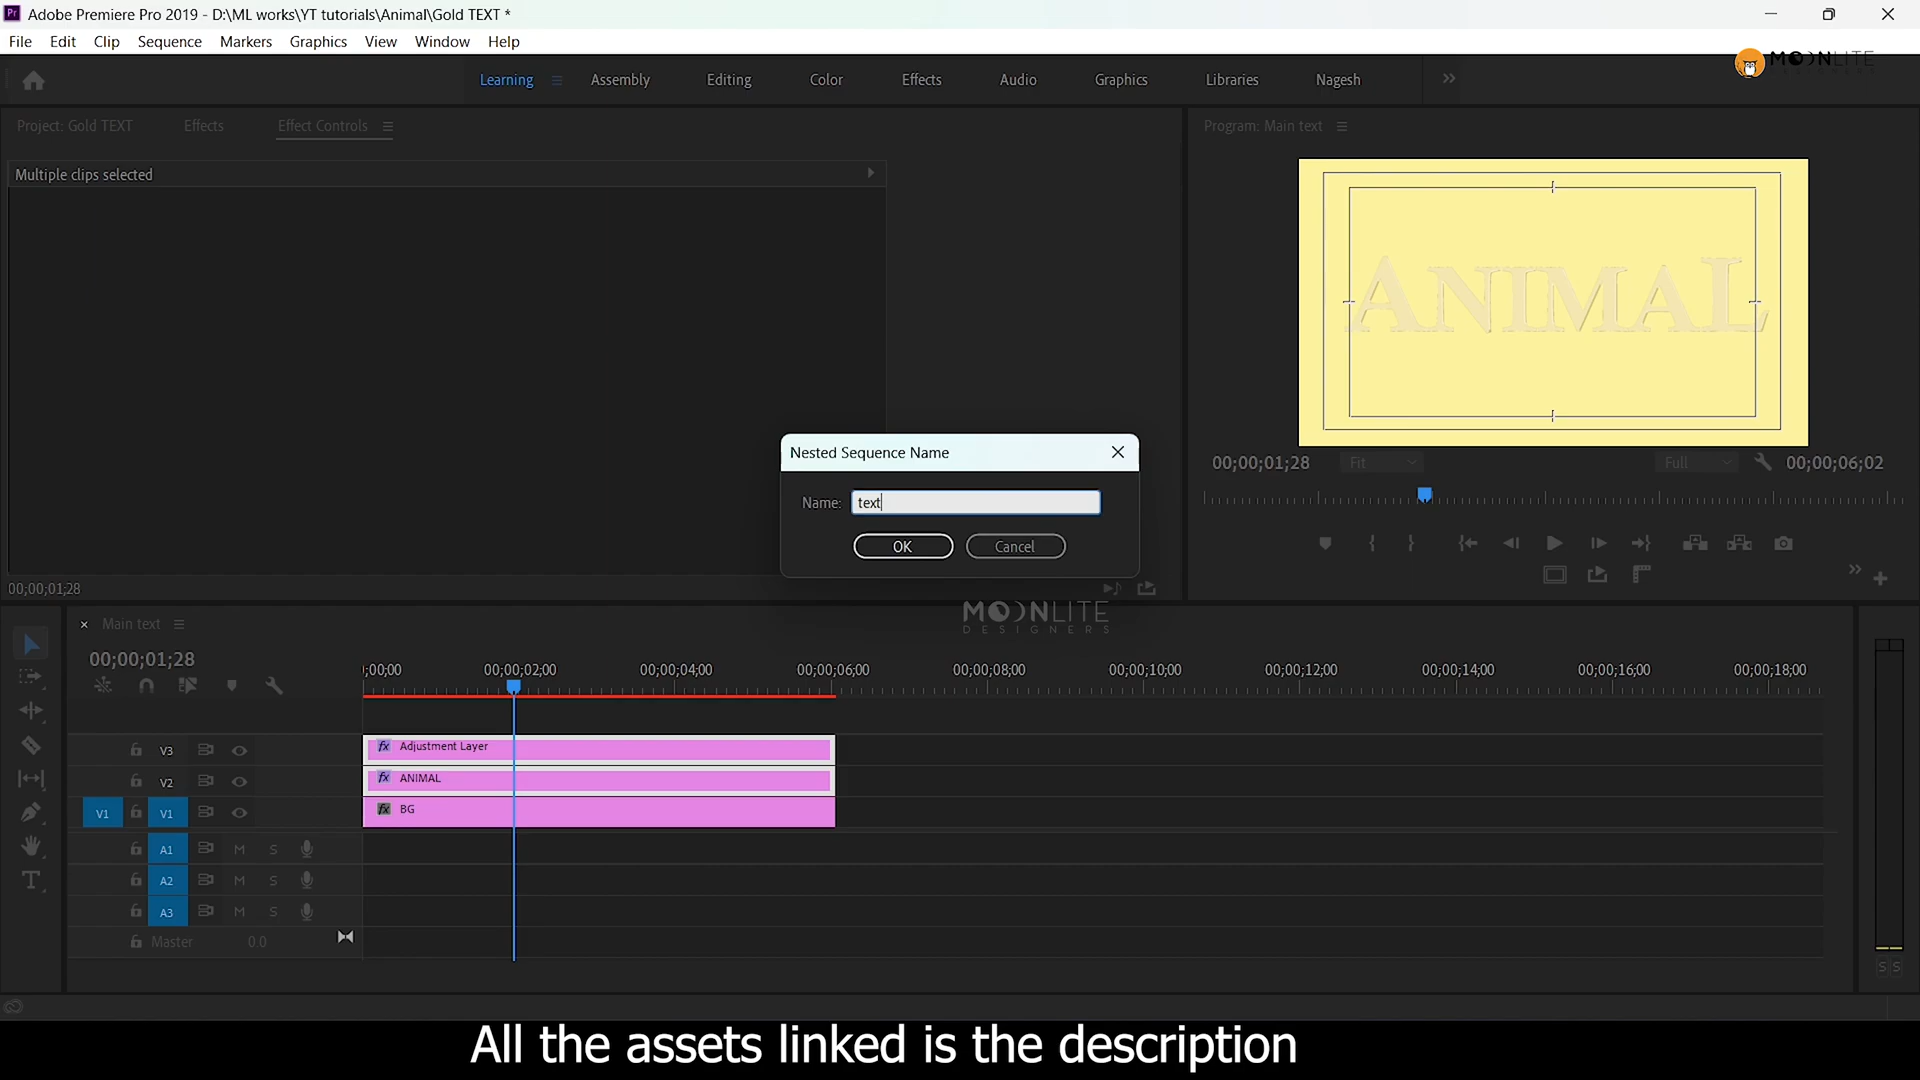 Adobe Premiere Pro 2019 - D:\ML works\YT tutorials\Animal\Gold TEXT *
File Edit Clip Sequence Markers Graphics View Window Help
MOONLITE
Learning Assembly Editing Color Effects Audio Graphics Libraries Nagesh
Project: Gold TEXT Effects Effect Controls
Program: Main text
Multiple clips selected
ANIMAL
Nested Sequence Name
Name: text
OK Cancel
00;00;01;28 Fit Full 00;00;06;02
00;00;01;28
MOONLITE
DESIGNERS
Main text
00;00;01;28
;00;00 00;00;02;00 00;00;04;00 00;00;06;00 00;00;08;00 00;00;10;00 00;00;12;00 00;00;14;00 00;00;16;00 00;00;18;00
V3 fx Adjustment Layer
V2 fx ANIMAL
V1 V1 fx BG
A1 M S
A2 M S
A3 M S
Master 0.0
S S
All the assets linked is the description